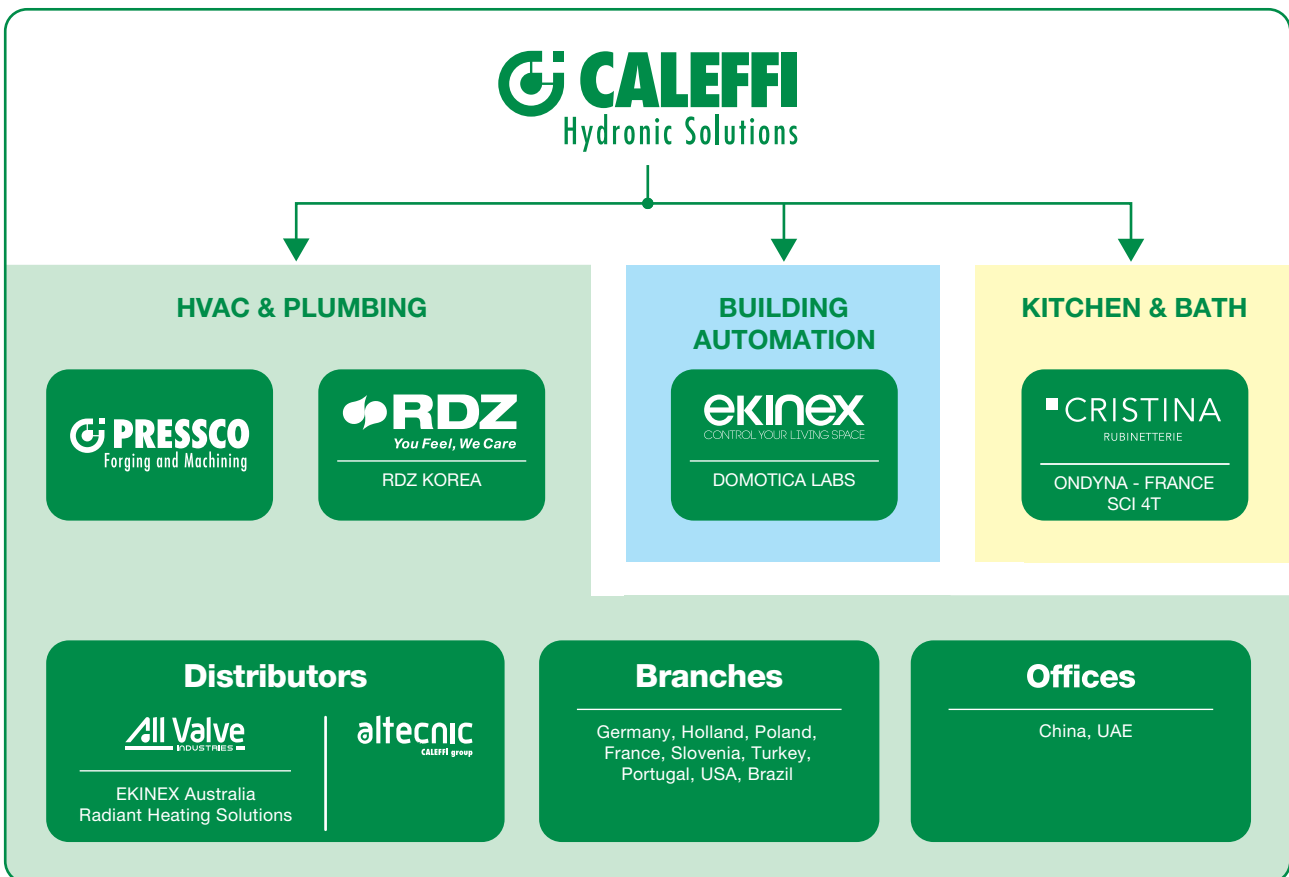 CALEFFI
Hydronic Solutions
HVAC & PLUMBING
PRESSCO
Forging and Machining
RDZ
You Feel, We Care
RDZ KOREA
BUILDING
AUTOMATION
ekinex
CONTROL YOUR LIVING SPACE
DOMOTICA LABS
KITCHEN & BATH
CRISTINA
RUBINETTERIE
ONDYNA - FRANCE
SCI 4T
Distributors
All Valve
INDUSTRIES
EKINEX Australia
Radiant Heating Solutions
altecnic
CALEFFI group
Branches
Germany, Holland, Poland,
France, Slovenia, Turkey,
Portugal, USA, Brazil
Offices
China, UAE